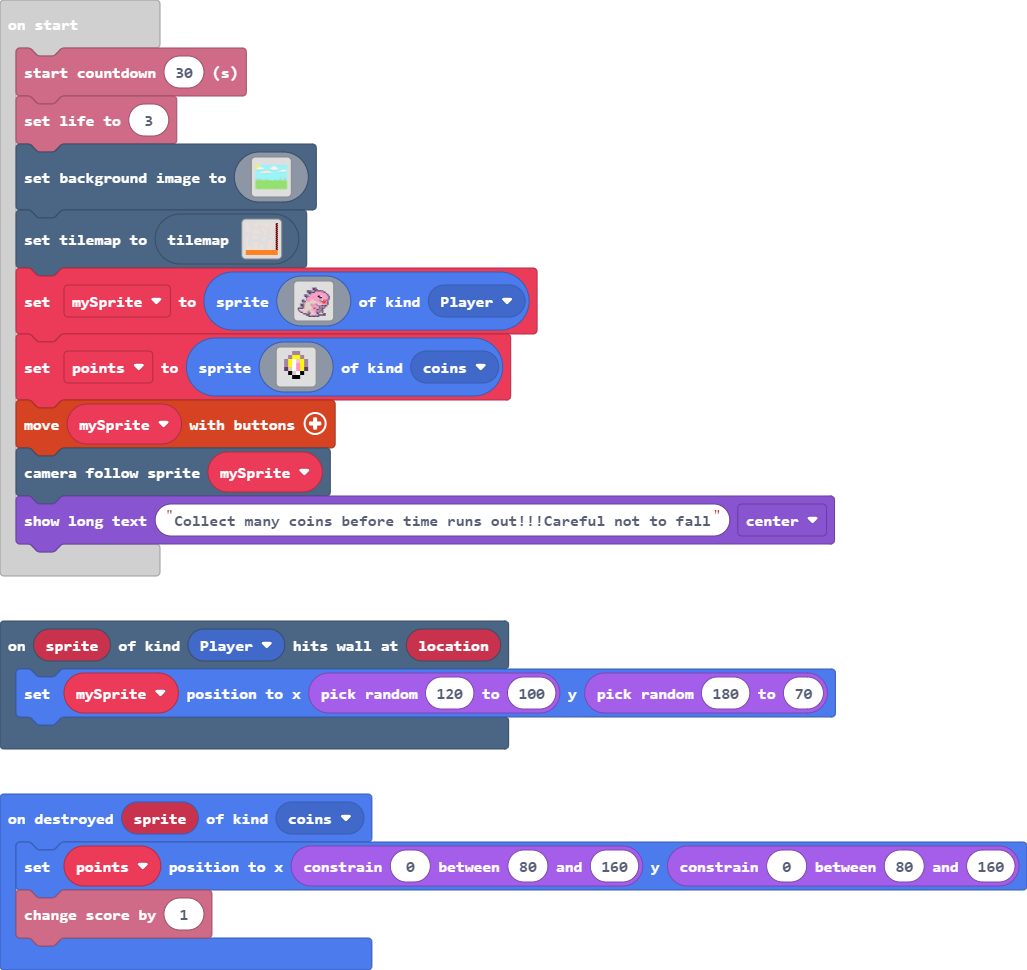 on start
start countdown 30 (s)
set life to 3
set background image to
set tilemap to tilemap
set mySprite to sprite of kind Player
set points to sprite of kind coins
move mySprite with buttons
camera follow sprite mySprite
show long text "Collect many coins before time runs out!!!Careful not to fall" center
on sprite of kind Player hits wall at location
set mySprite position to x pick random 120 to 100 y pick random 180 to 70
on destroyed sprite of kind coins
set points position to x constrain 0 between 80 and 160 y constrain 0 between 80 and 160
change score by 1